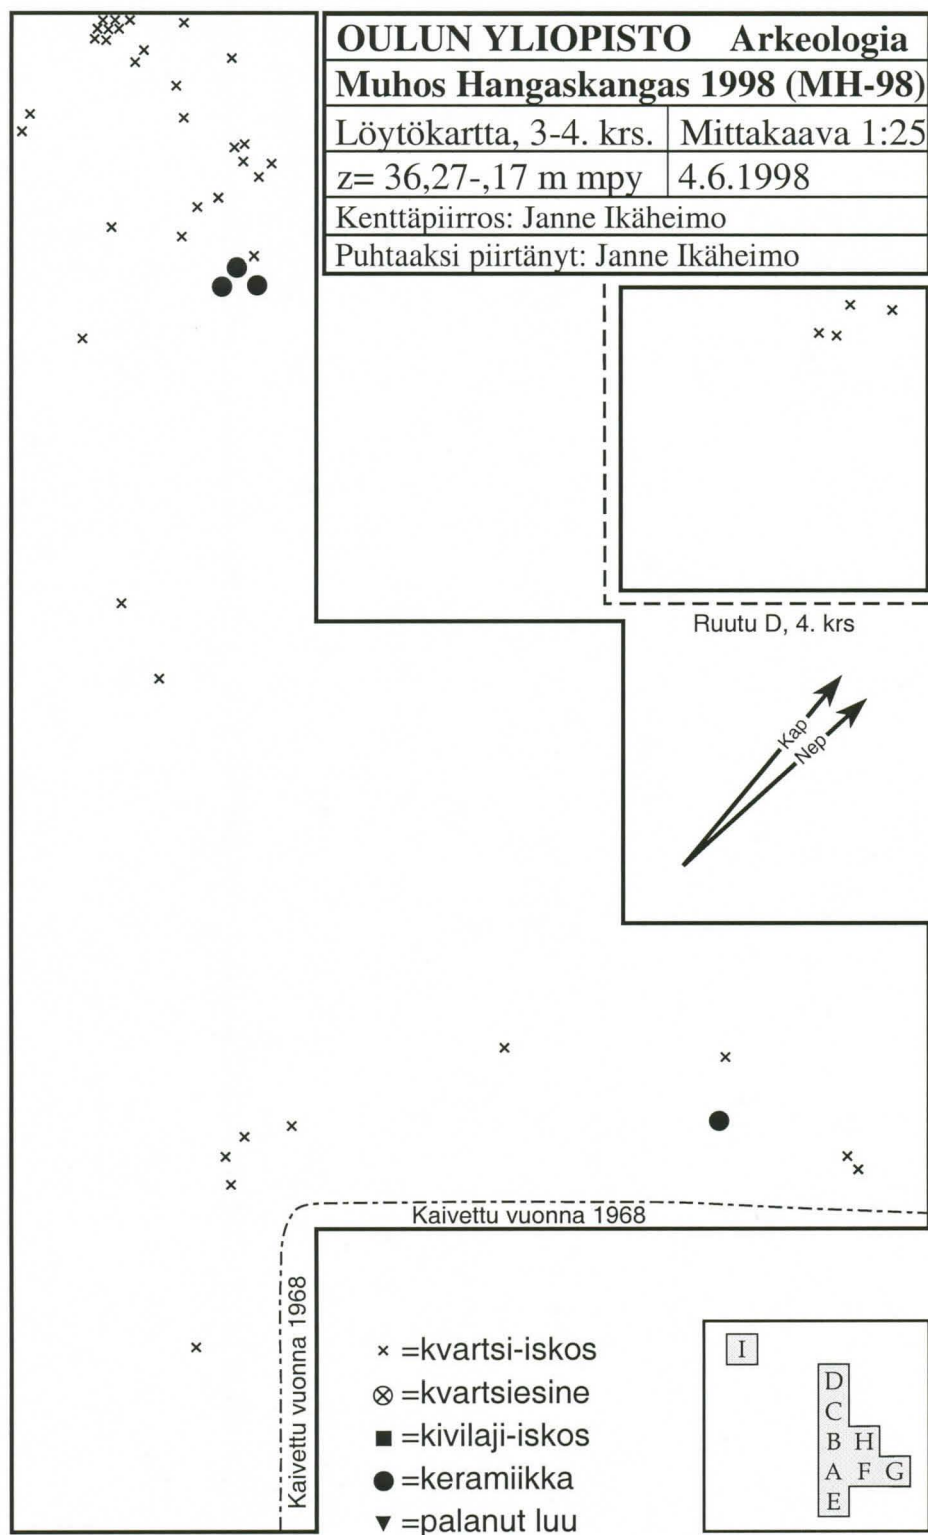 OULUN YLIOPISTO Arkeologia
Muhos Hangaskangas 1998 (MH-98)
Löytökartta, 3-4. krs. Mittakaava 1:25
z= 36,27-,17 m mpy 4.6.1998
Kenttäpiirros: Janne Ikäheimo
Puhtaaksi piirtänyt: Janne Ikäheimo
Ruutu D, 4. krs
Kap
Nep
Kaivettu vuonna 1968
Kaivettu vuonna 1968
=kvartsi-iskos
=kvartsiesine
=kivilaji-iskos
=keramiikka
=palanut luu
I
D
C
B H
A F G
E